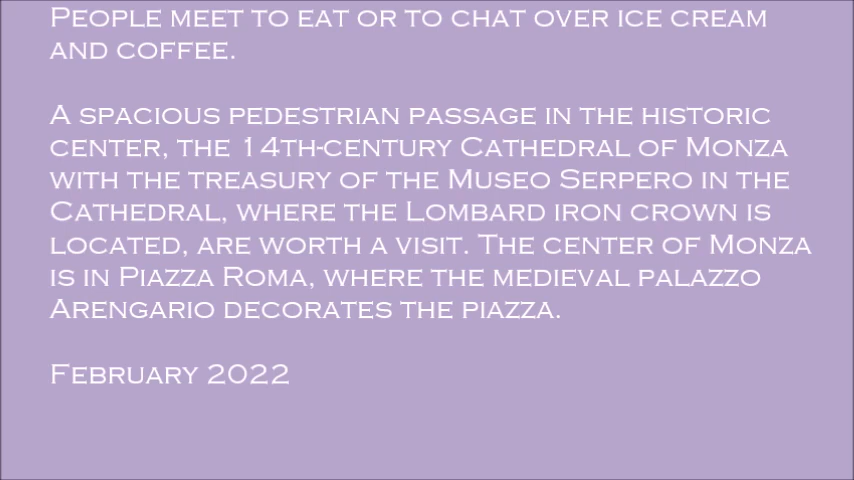 People meet to eat or to chat over ice cream
and coffee.
A spacious pedestrian passage in the historic
center, the 14th-century Cathedral of Monza
with the treasury of the Museo Serpero in the
Cathedral, where the Lombard iron crown is
located, are worth a visit. The center of Monza
is in Piazza Roma, where the medieval palazzo
Arengario decorates the piazza.
February 2022